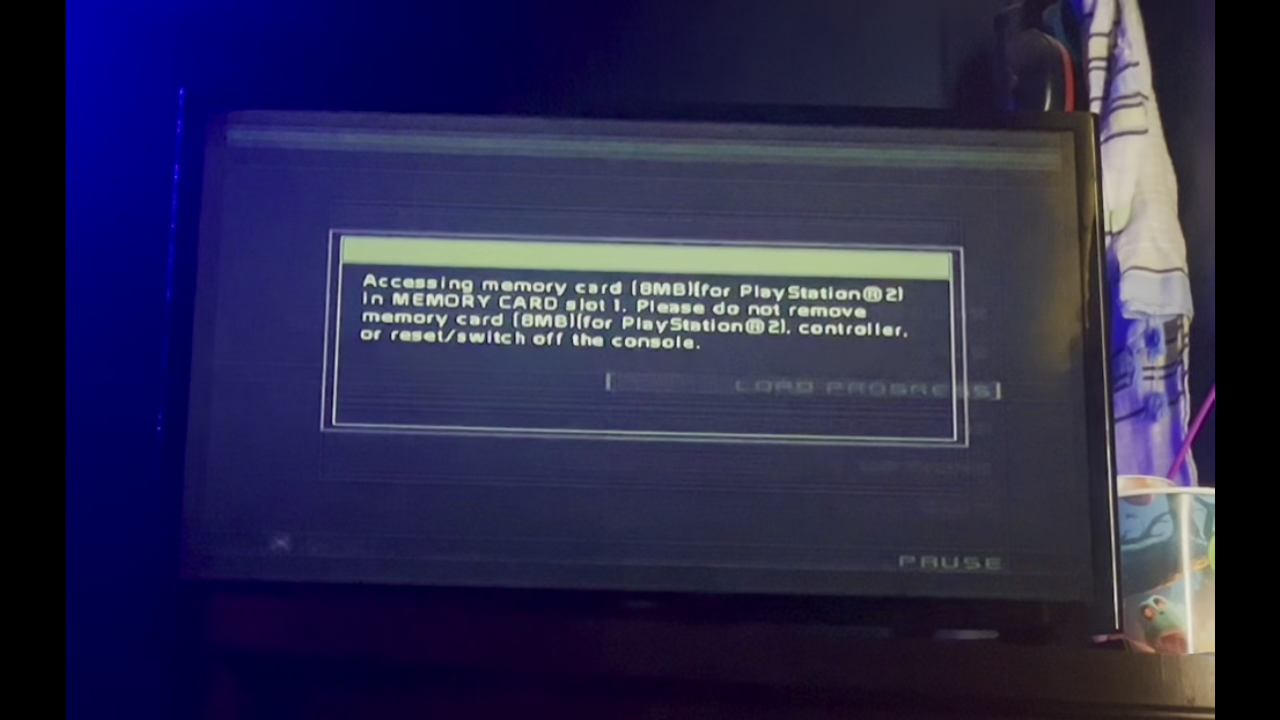 Accessing memory card (8MB)(for PlayStation®2)
in MEMORY CARD slot 1. Please do not remove
memory card (8MB)(for PlayStation®2), controller,
or reset/switch off the console.
LOAD PROGRESS
OPTIONS
PAUSE